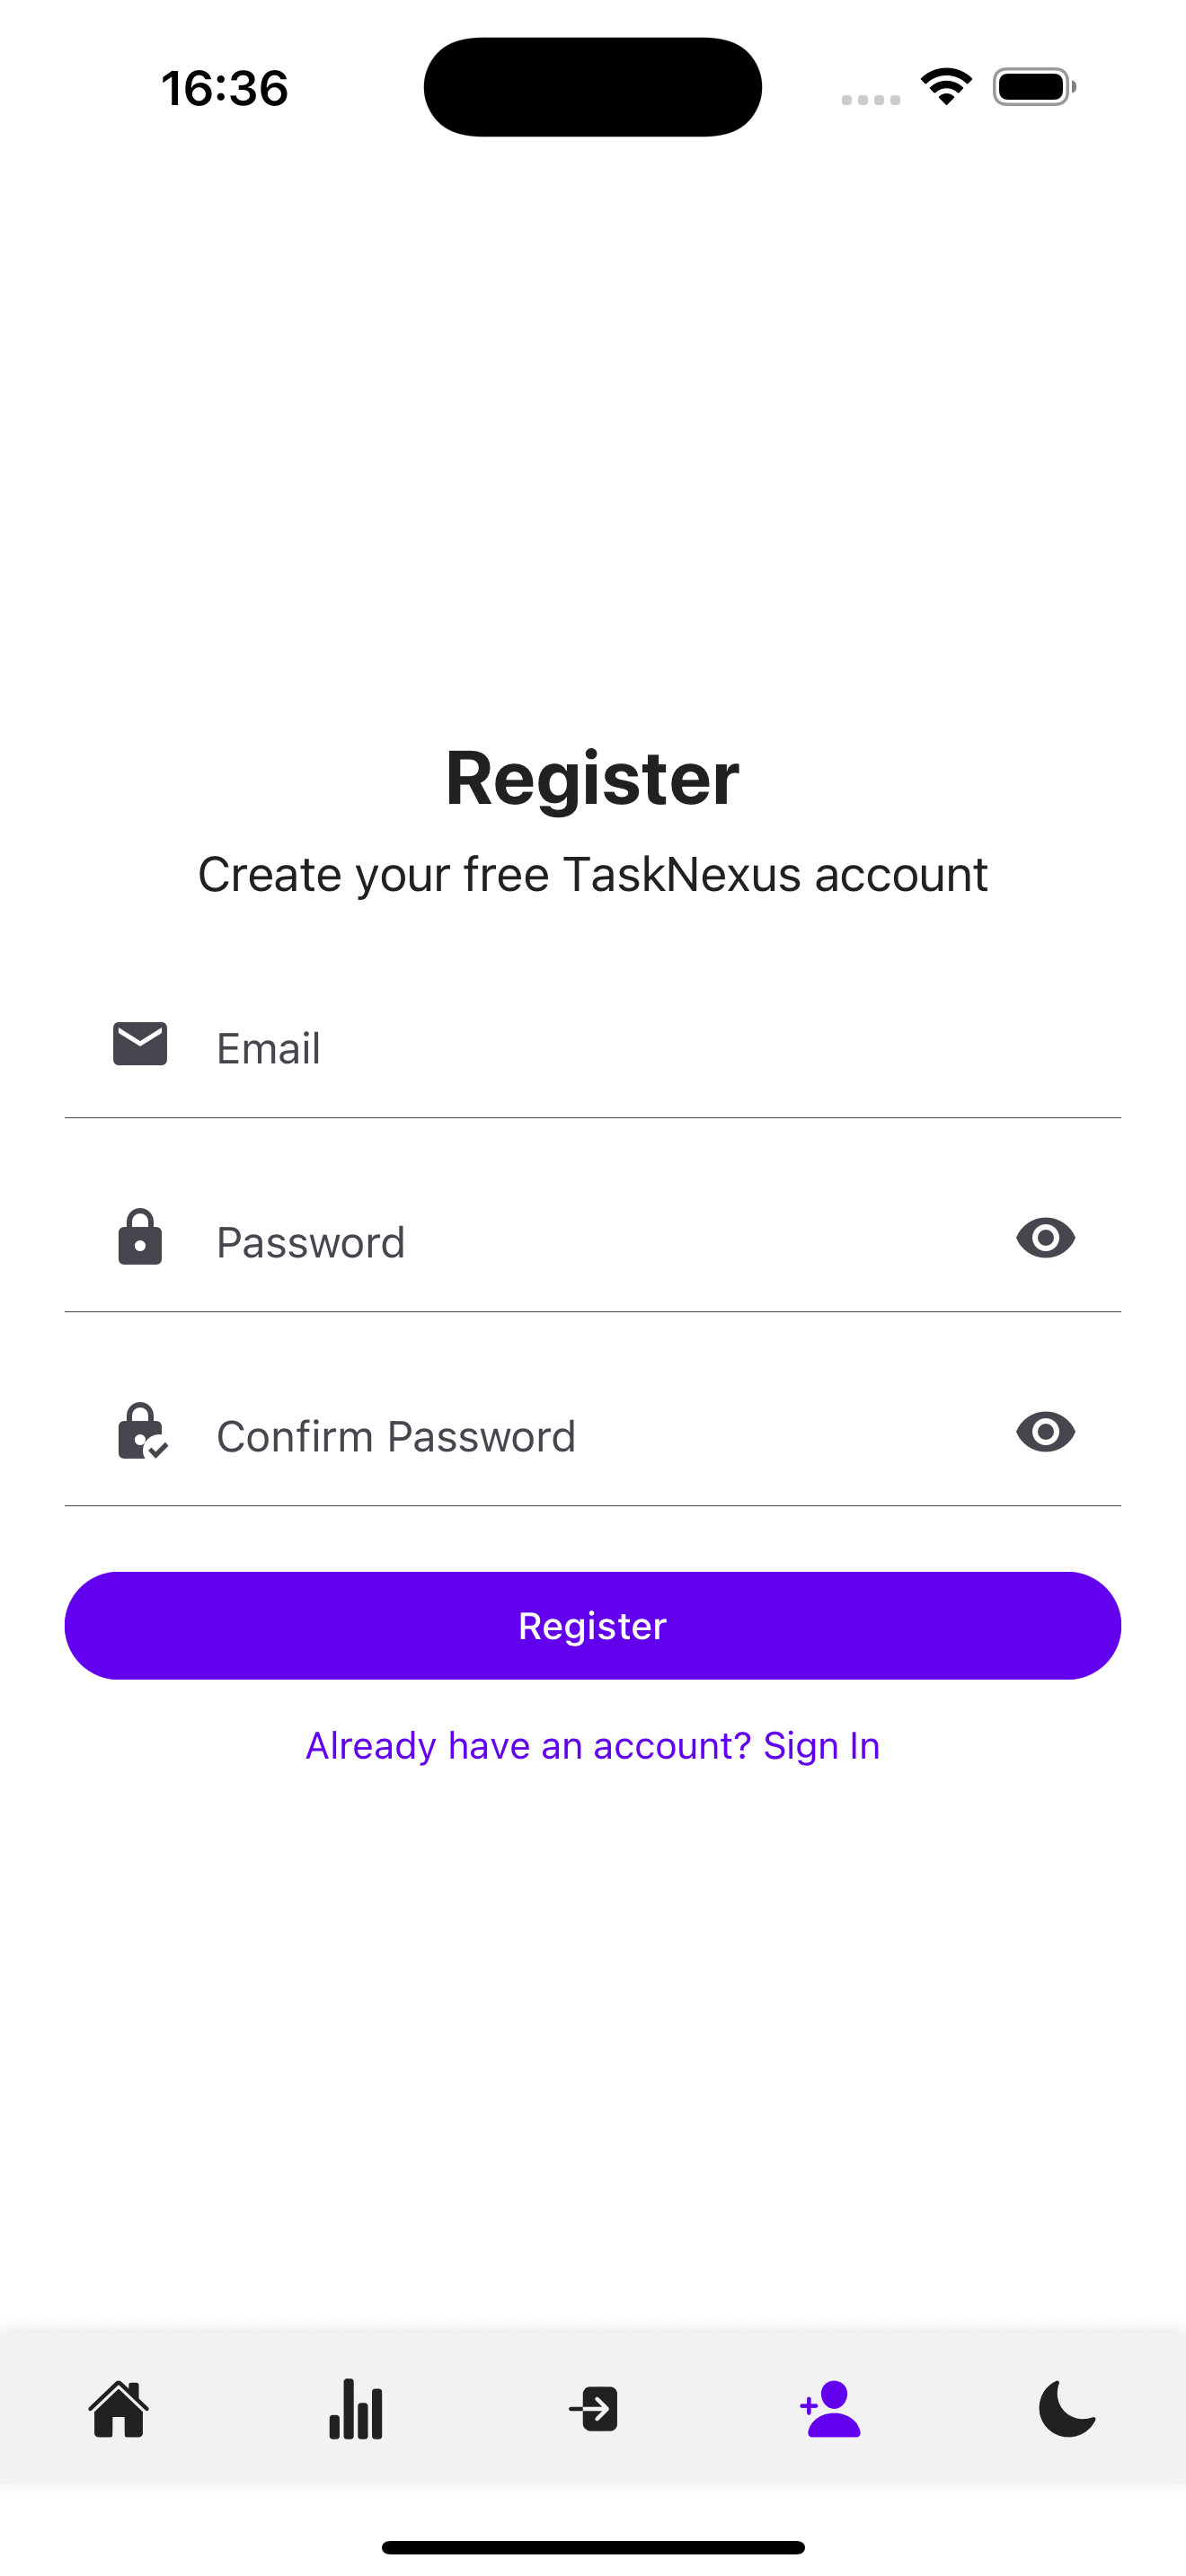 16:36
Register
Create your free TaskNexus account
Email
Password
Confirm Password
Register
Already have an account? Sign In